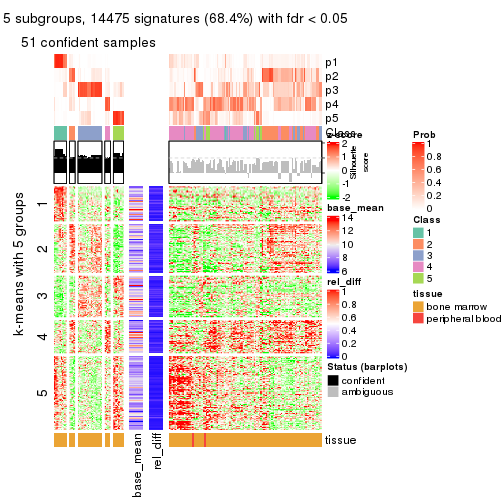 5 subgroups, 14475 signatures (68.4%) with fdr < 0.05
51 confident samples
p1
p2
p3
p4
p5
Class
z-score
2
1
0
-1
-2
Silhouette
score
base_mean
14
12
10
8
6
rel_diff
1
0.8
0.6
0.4
0.2
0
Status (barplots)
confident
ambiguous
Prob
1
0.8
0.6
0.4
0.2
0
Class
1
2
3
4
5
tissue
bone marrow
peripheral blood
k-means with 5 groups
1
2
3
4
5
tissue
base_mean
rel_diff